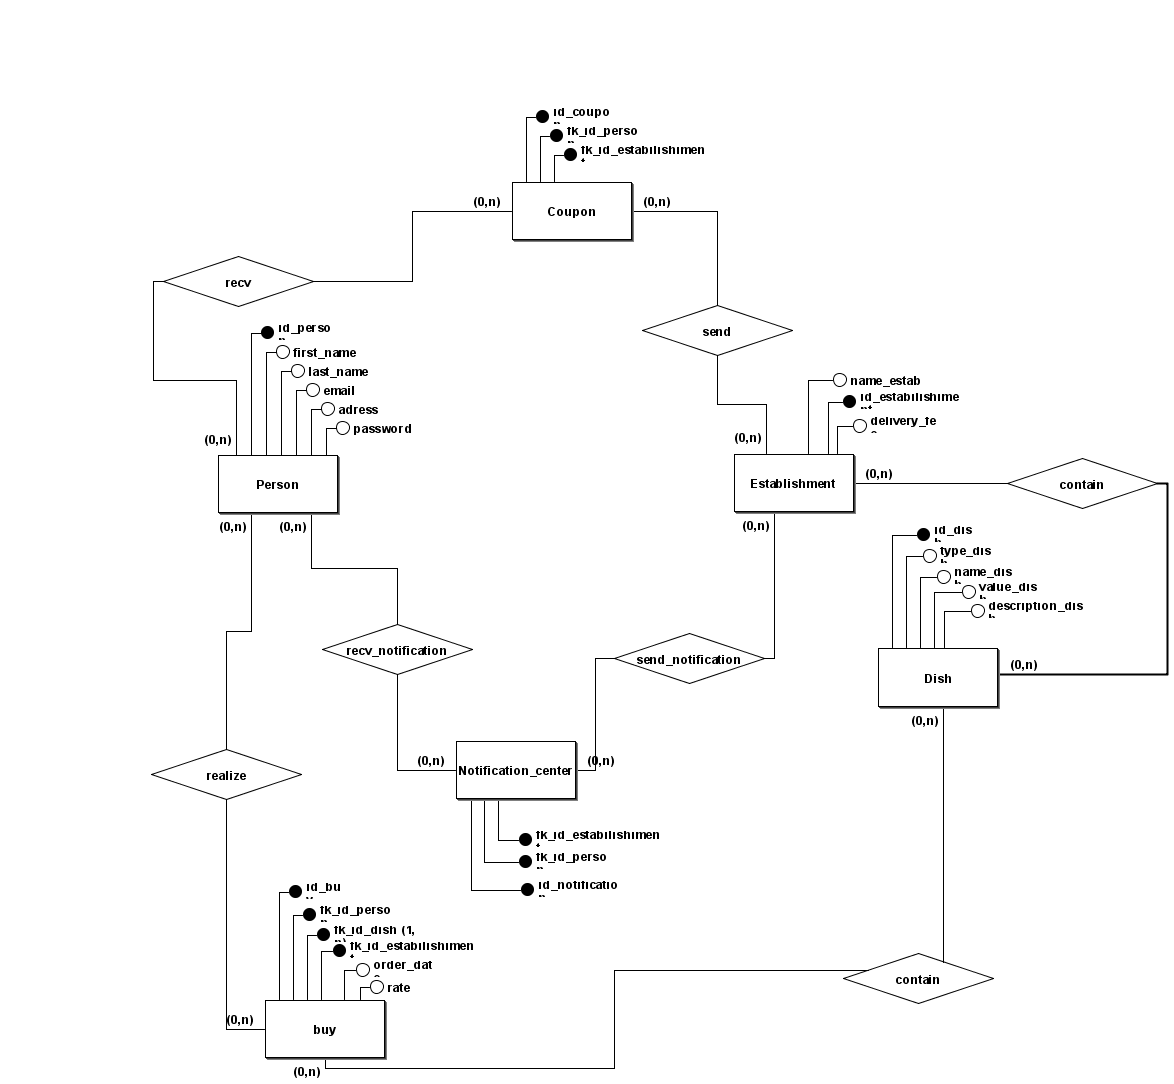 id_coupo
n
fk_id_perso
n
fk_id_estabilishimen
t
(0,n)
(0,n)
Coupon
recv
send
id_perso
n
first_name
last_name
email
adress
password
name_estab
id_estabilishime
nt
delivery_fe
e
(0,n)
(0,n)
Person
Establishment
(0,n)
contain
(0,n)
(0,n)
(0,n)
id_dis
h
type_dis
h
name_dis
h
value_dis
h
description_dis
h
recv_notification
send_notification
Dish
(0,n)
(0,n)
realize
(0,n)
(0,n)
Notification_center
fk_id_estabilishimen
t
fk_id_perso
n
id_notificatio
n
id_bu
y
fk_id_perso
n
fk_id_dish (1,
n)
fk_id_estabilishimen
t
order_dat
e
rate
contain
(0,n)
buy
(0,n)